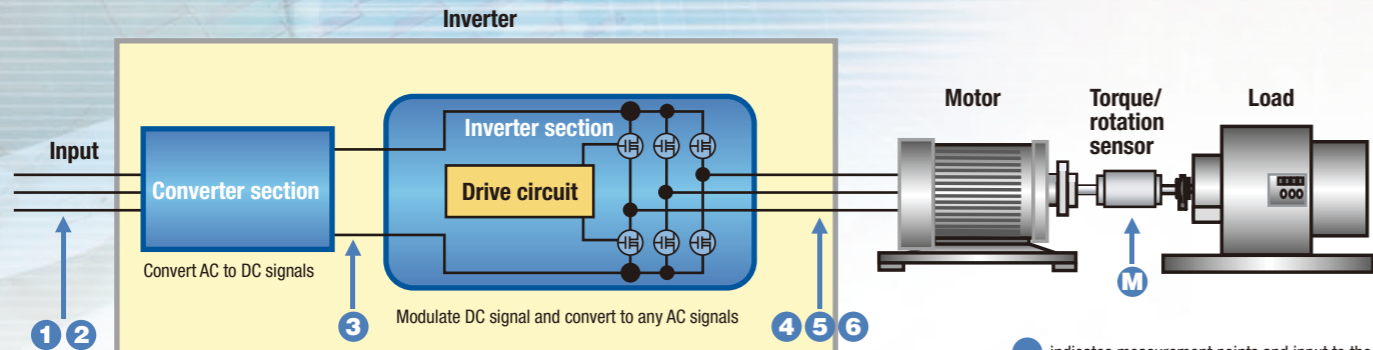 Inverter
Input
Converter section
Convert AC to DC signals
Inverter section
Drive circuit
Modulate DC signal and convert to any AC signals
Motor
Torque/
rotation
sensor
Load
000
1 2
3
4 5 6
M
indicates measurement points and input to the